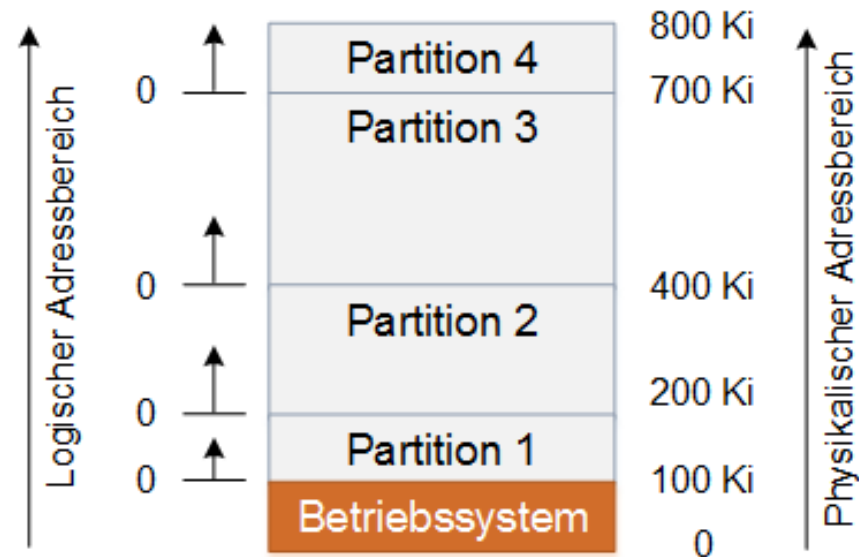 Logischer Adressbereich
Physikalischer Adressbereich
800 Ki
Partition 4
0
700 Ki
Partition 3
0
400 Ki
Partition 2
200 Ki
0
Partition 1
0
100 Ki
Betriebssystem
0